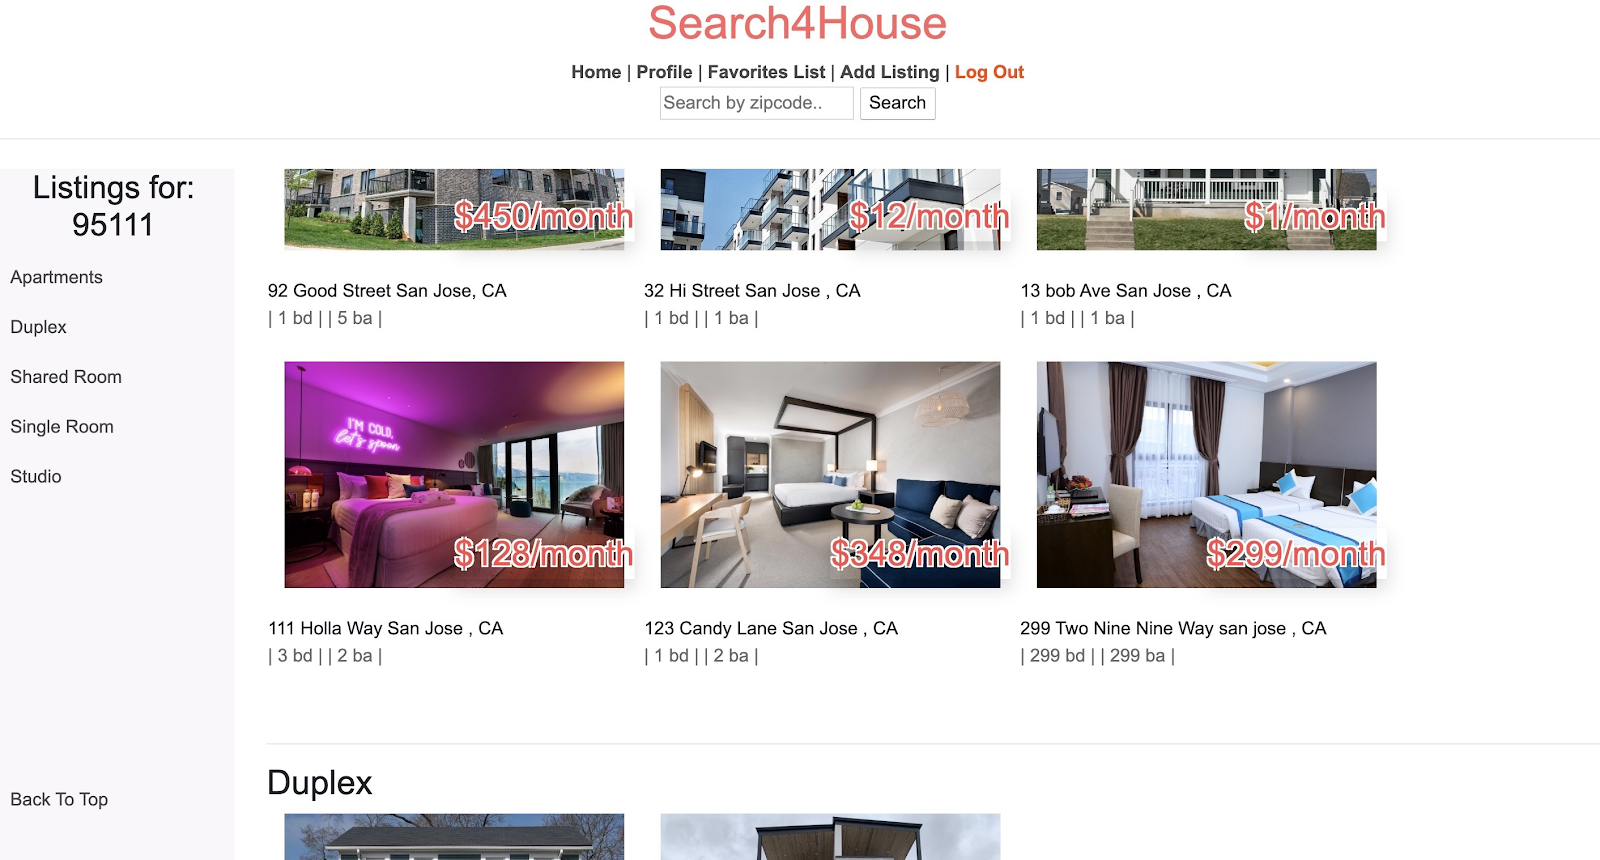 Search4House
Home | Profile | Favorites List | Add Listing | Log Out
Search by zipcode.. Search
Listings for:
95111
Apartments
Duplex
Shared Room
Single Room
Studio
Back To Top
$450/month
$12/month
$1/month
92 Good Street San Jose, CA
| 1 bd | | 5 ba |
32 Hi Street San Jose , CA
| 1 bd | | 1 ba |
13 bob Ave San Jose , CA
| 1 bd | | 1 ba |
I'M COLD,
let's spoon
$128/month
$348/month
$299/month
111 Holla Way San Jose , CA
| 3 bd | | 2 ba |
123 Candy Lane San Jose , CA
| 1 bd | | 2 ba |
299 Two Nine Nine Way san jose , CA
| 299 bd | | 299 ba |
Duplex